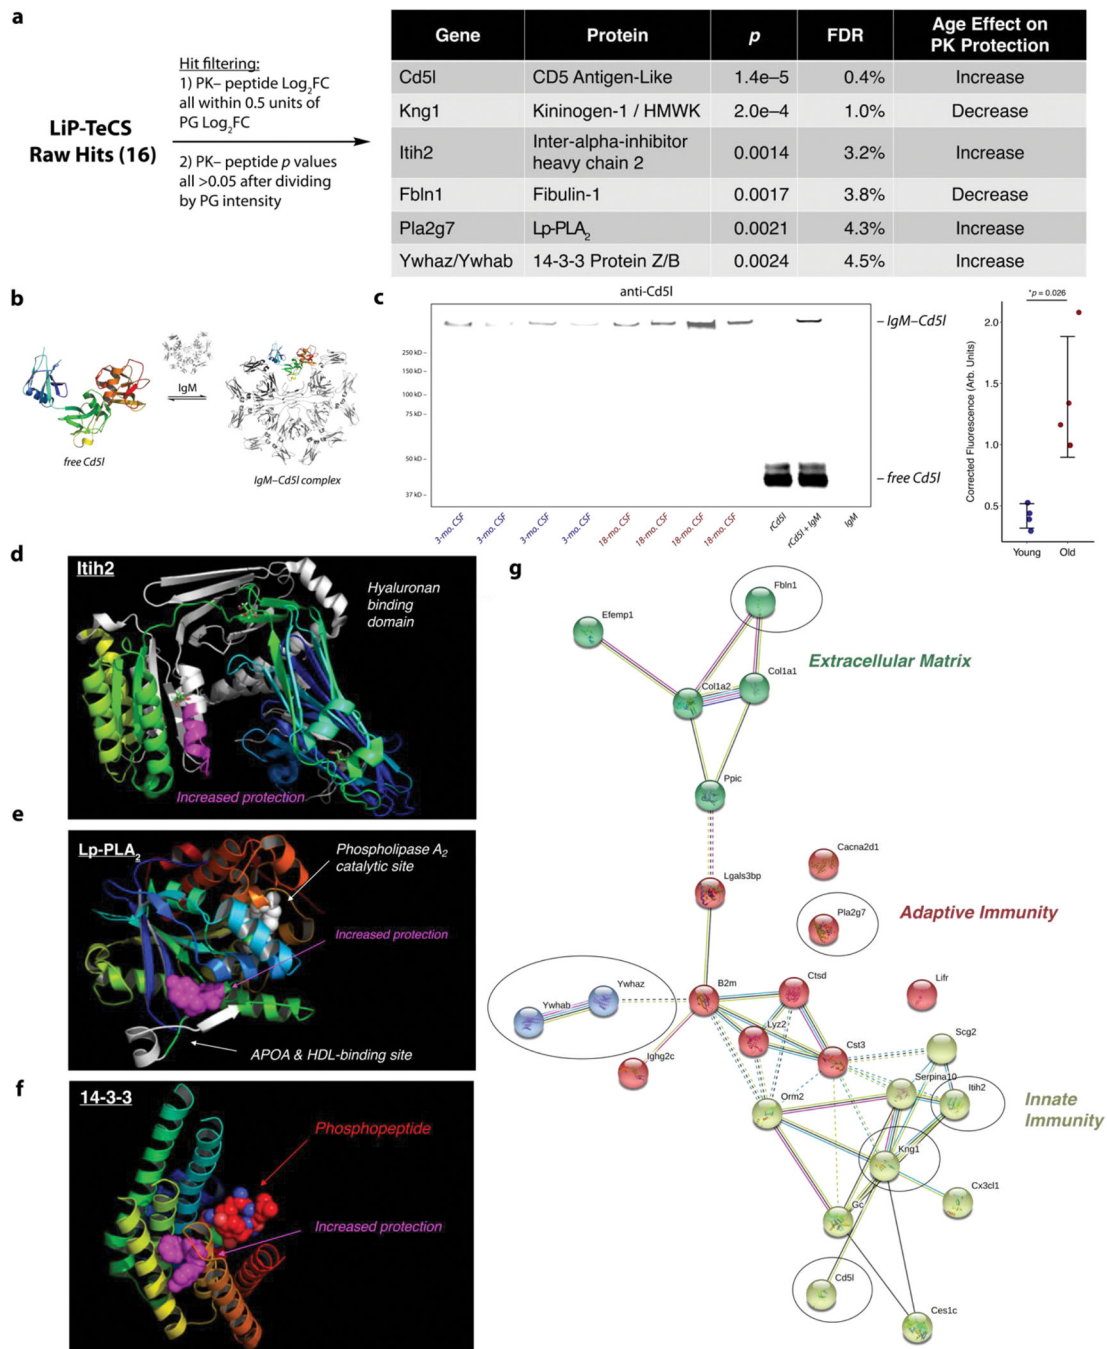 a
LiP-TeCS
Raw Hits (16)
Hit filtering:
1) PK– peptide Log2FC
all within 0.5 units of
PG Log2FC
2) PK– peptide p values
all >0.05 after dividing
by PG intensity
Gene Protein p FDR Age Effect on PK Protection
Cd5l CD5 Antigen-Like 1.4e–5 0.4% Increase
Kng1 Kininogen-1 / HMWK 2.0e–4 1.0% Decrease
Itih2 Inter-alpha-inhibitor heavy chain 2 0.0014 3.2% Increase
Fbln1 Fibulin-1 0.0017 3.8% Decrease
Pla2g7 Lp-PLA2 0.0021 4.3% Increase
Ywhaz/Ywhab 14-3-3 Protein Z/B 0.0024 4.5% Increase
b
IgM
free Cd5l
IgM–Cd5l complex
c
anti-Cd5l
– IgM–Cd5l
250 kD –
150 kD –
100 kD –
75 kD –
50 kD –
37 kD –
– free Cd5l
3-mo. CSF
3-mo. CSF
3-mo. CSF
3-mo. CSF
18-mo. CSF
18-mo. CSF
18-mo. CSF
18-mo. CSF
rCd5l
rCd5l + IgM
IgM
*p = 0.026
Corrected Fluorescence (Arb. Units)
2.0
1.5
1.0
0.5
Young
Old
d
Itih2
Hyaluronan
binding
domain
Increased protection
e
Lp-PLA2
Phospholipase A2
catalytic site
Increased protection
APOA & HDL-binding site
f
14-3-3
Phosphopeptide
Increased protection
g
Fbln1
Efemp1
Extracellular Matrix
Col1a2
Col1a1
Ppic
Cacna2d1
Lgals3bp
Pla2g7
Adaptive Immunity
Ywhaz
Ywhab
B2m
Ctsd
Lifr
Lyz2
Scg2
Ighg2c
Cst3
Serpina10
Itih2
Innate
Immunity
Orm2
Kng1
Cx3cl1
Gc
Cd5l
Ces1c